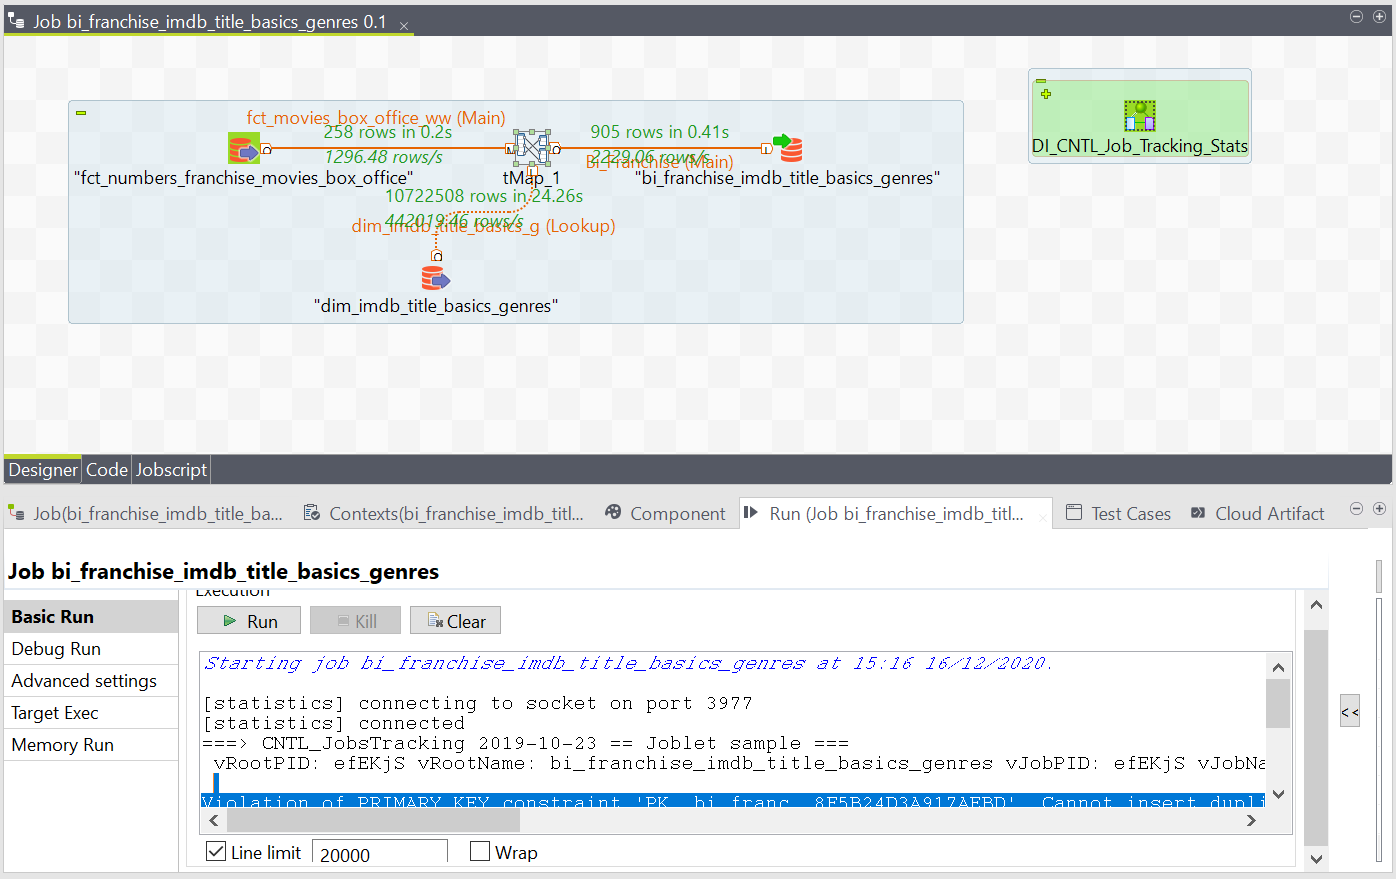 Job bi_franchise_imdb_title_basics_genres 0.1
fct_movies_box_office_ww (Main)
258 rows in 0.2s
1296.48 rows/s
905 rows in 0.41s
2229.06 rows/s
Bi_Franchise (Main)
"fct_numbers_franchise_movies_box_office"
tMap_1
"bi_franchise_imdb_title_basics_genres"
10722508 rows in 24.26s
442019.46 rows/s
dim_imdb_title_basics_g (Lookup)
"dim_imdb_title_basics_genres"
DI_CNTL_Job_Tracking_Stats
Designer Code Jobscript
Job(bi_franchise_imdb_title_ba... Contexts(bi_franchise_imdb_titl... Component Run (Job bi_franchise_imdb_titl... Test Cases Cloud Artifact
Job bi_franchise_imdb_title_basics_genres
Execution
Basic Run
Debug Run
Advanced settings
Target Exec
Memory Run
Run Kill Clear
Starting job bi_franchise_imdb_title_basics_genres at 15:16 16/12/2020.
[statistics] connecting to socket on port 3977
[statistics] connected
===> CNTL_JobsTracking 2019-10-23 == Joblet sample ===
vRootPID: efEKjS vRootName: bi_franchise_imdb_title_basics_genres vJobPID: efEKjS vJobNa
Violation of PRIMARY KEY constraint 'PK__bi_franc__8F5B24D3A917AEBD'. Cannot insert dupli
<<
Line limit 20000 Wrap